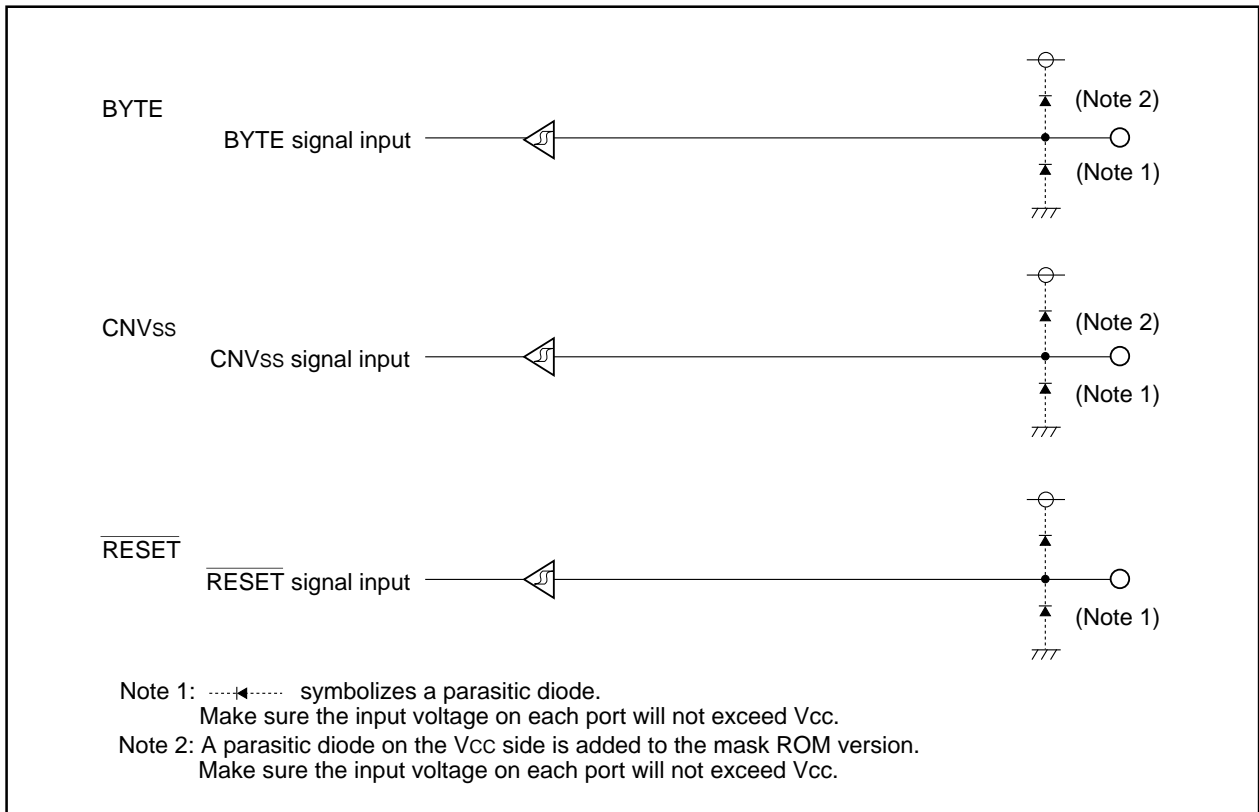 (Note 2)
BYTE
BYTE signal input
(Note 1)
(Note 2)
CNVss
CNVss signal input
(Note 1)
RESET
RESET signal input
(Note 1)
Note 1: symbolizes a parasitic diode.
Make sure the input voltage on each port will not exceed Vcc.
Note 2: A parasitic diode on the VCC side is added to the mask ROM version.
Make sure the input voltage on each port will not exceed Vcc.